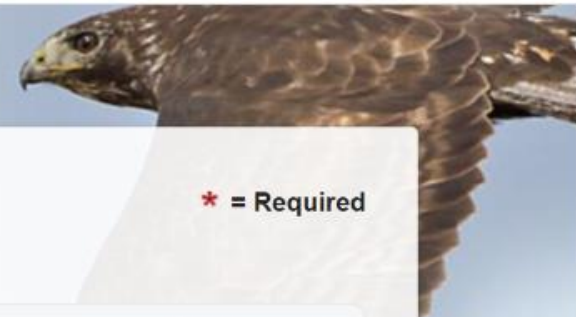 * = Required